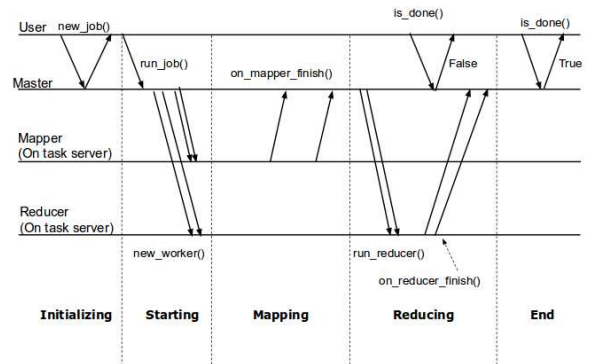 User
new_job()
is_done()
is_done()
run_job()
on_mapper_finish()
False
True
Master
Mapper
(On task server)
Reducer
(On task server)
new_worker()
run_reducer()
on_reducer_finish()
Initializing
Starting
Mapping
Reducing
End